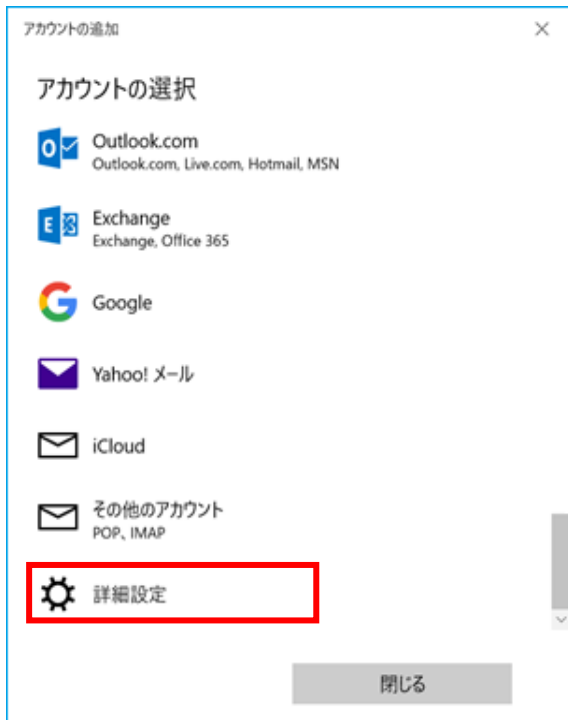 アカウントの追加
アカウントの選択
Outlook.com
Outlook.com, Live.com, Hotmail, MSN
Exchange
Exchange, Office 365
Google
Yahoo! メール
iCloud
その他のアカウント
POP、IMAP
詳細設定
閉じる